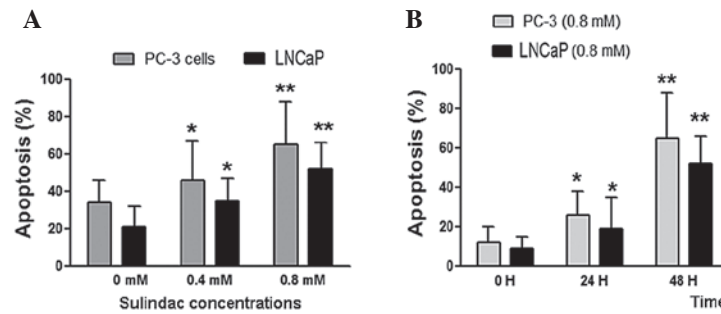 A
PC-3 cells LNCaP
Apoptosis (%)
100
80
60
40
20
0
* * ** **
0 mM 0.4 mM 0.8 mM
Sulindac concentrations
B
PC-3 (0.8 mM)
LNCaP (0.8 mM)
Apoptosis (%)
100
80
60
40
20
0
* * ** **
0 H 24 H 48 H
Time